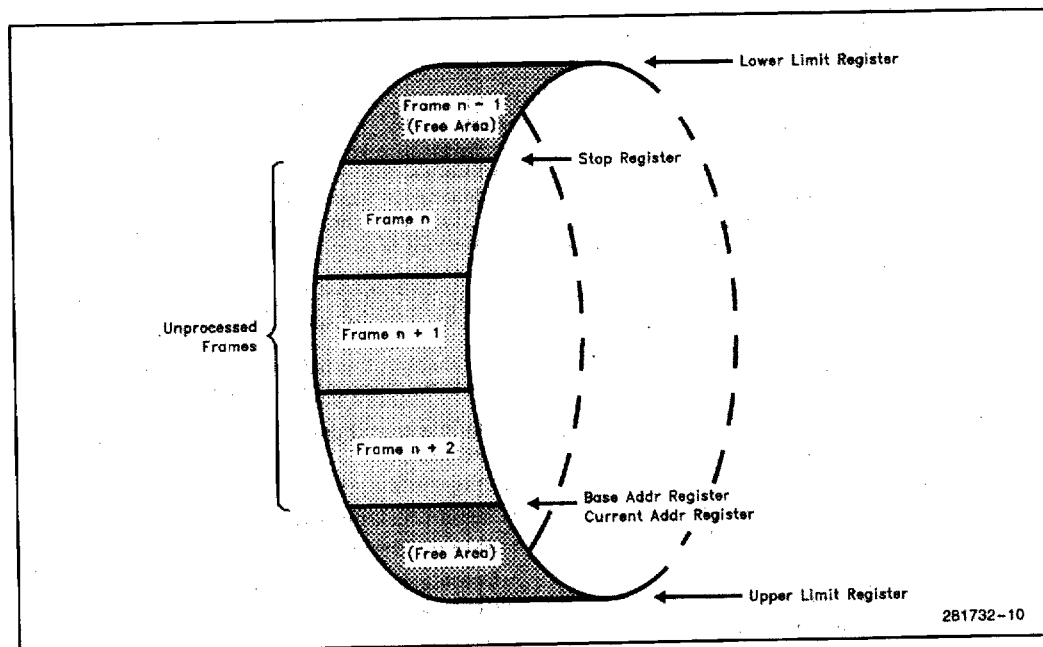 Lower Limit Register
Frame n - 1
(Free Area)
Stop Register
Frame n
Unprocessed
Frames
Frame n + 1
Frame n + 2
Base Addr Register
Current Addr Register
(Free Area)
Upper Limit Register
281732-10